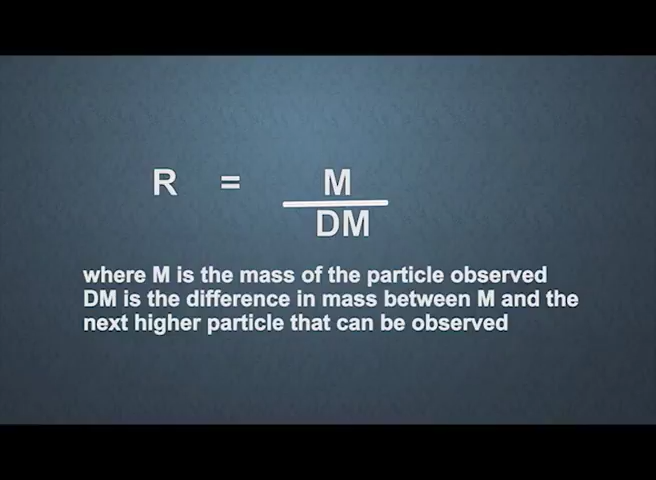 R = M
DM
where M is the mass of the particle observed
DM is the difference in mass between M and the
next higher particle that can be observed